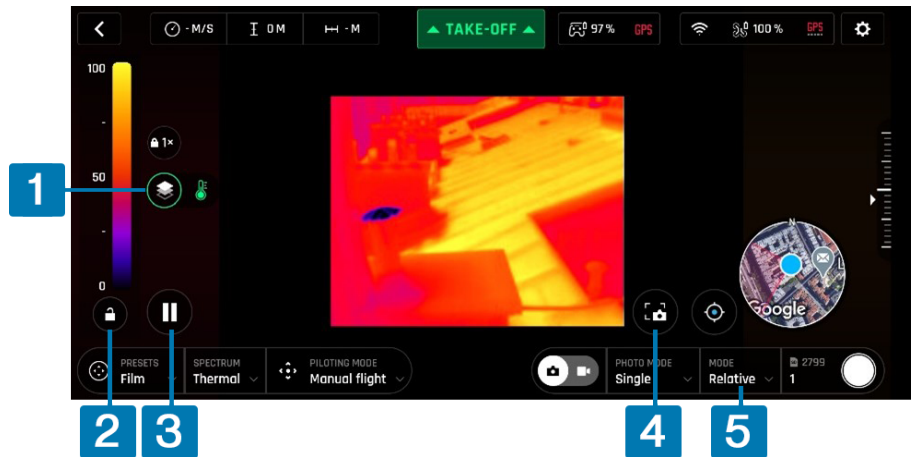 - M/S
0 M
- M
TAKE-OFF
97 %
GPS
100 %
GPS
100
-
50
-
0
1×
1
N
Google
PRESETS
Film
SPECTRUM
Thermal
PILOTING MODE
Manual flight
PHOTO MODE
Single
MODE
Relative
2799
1
2
3
4
5